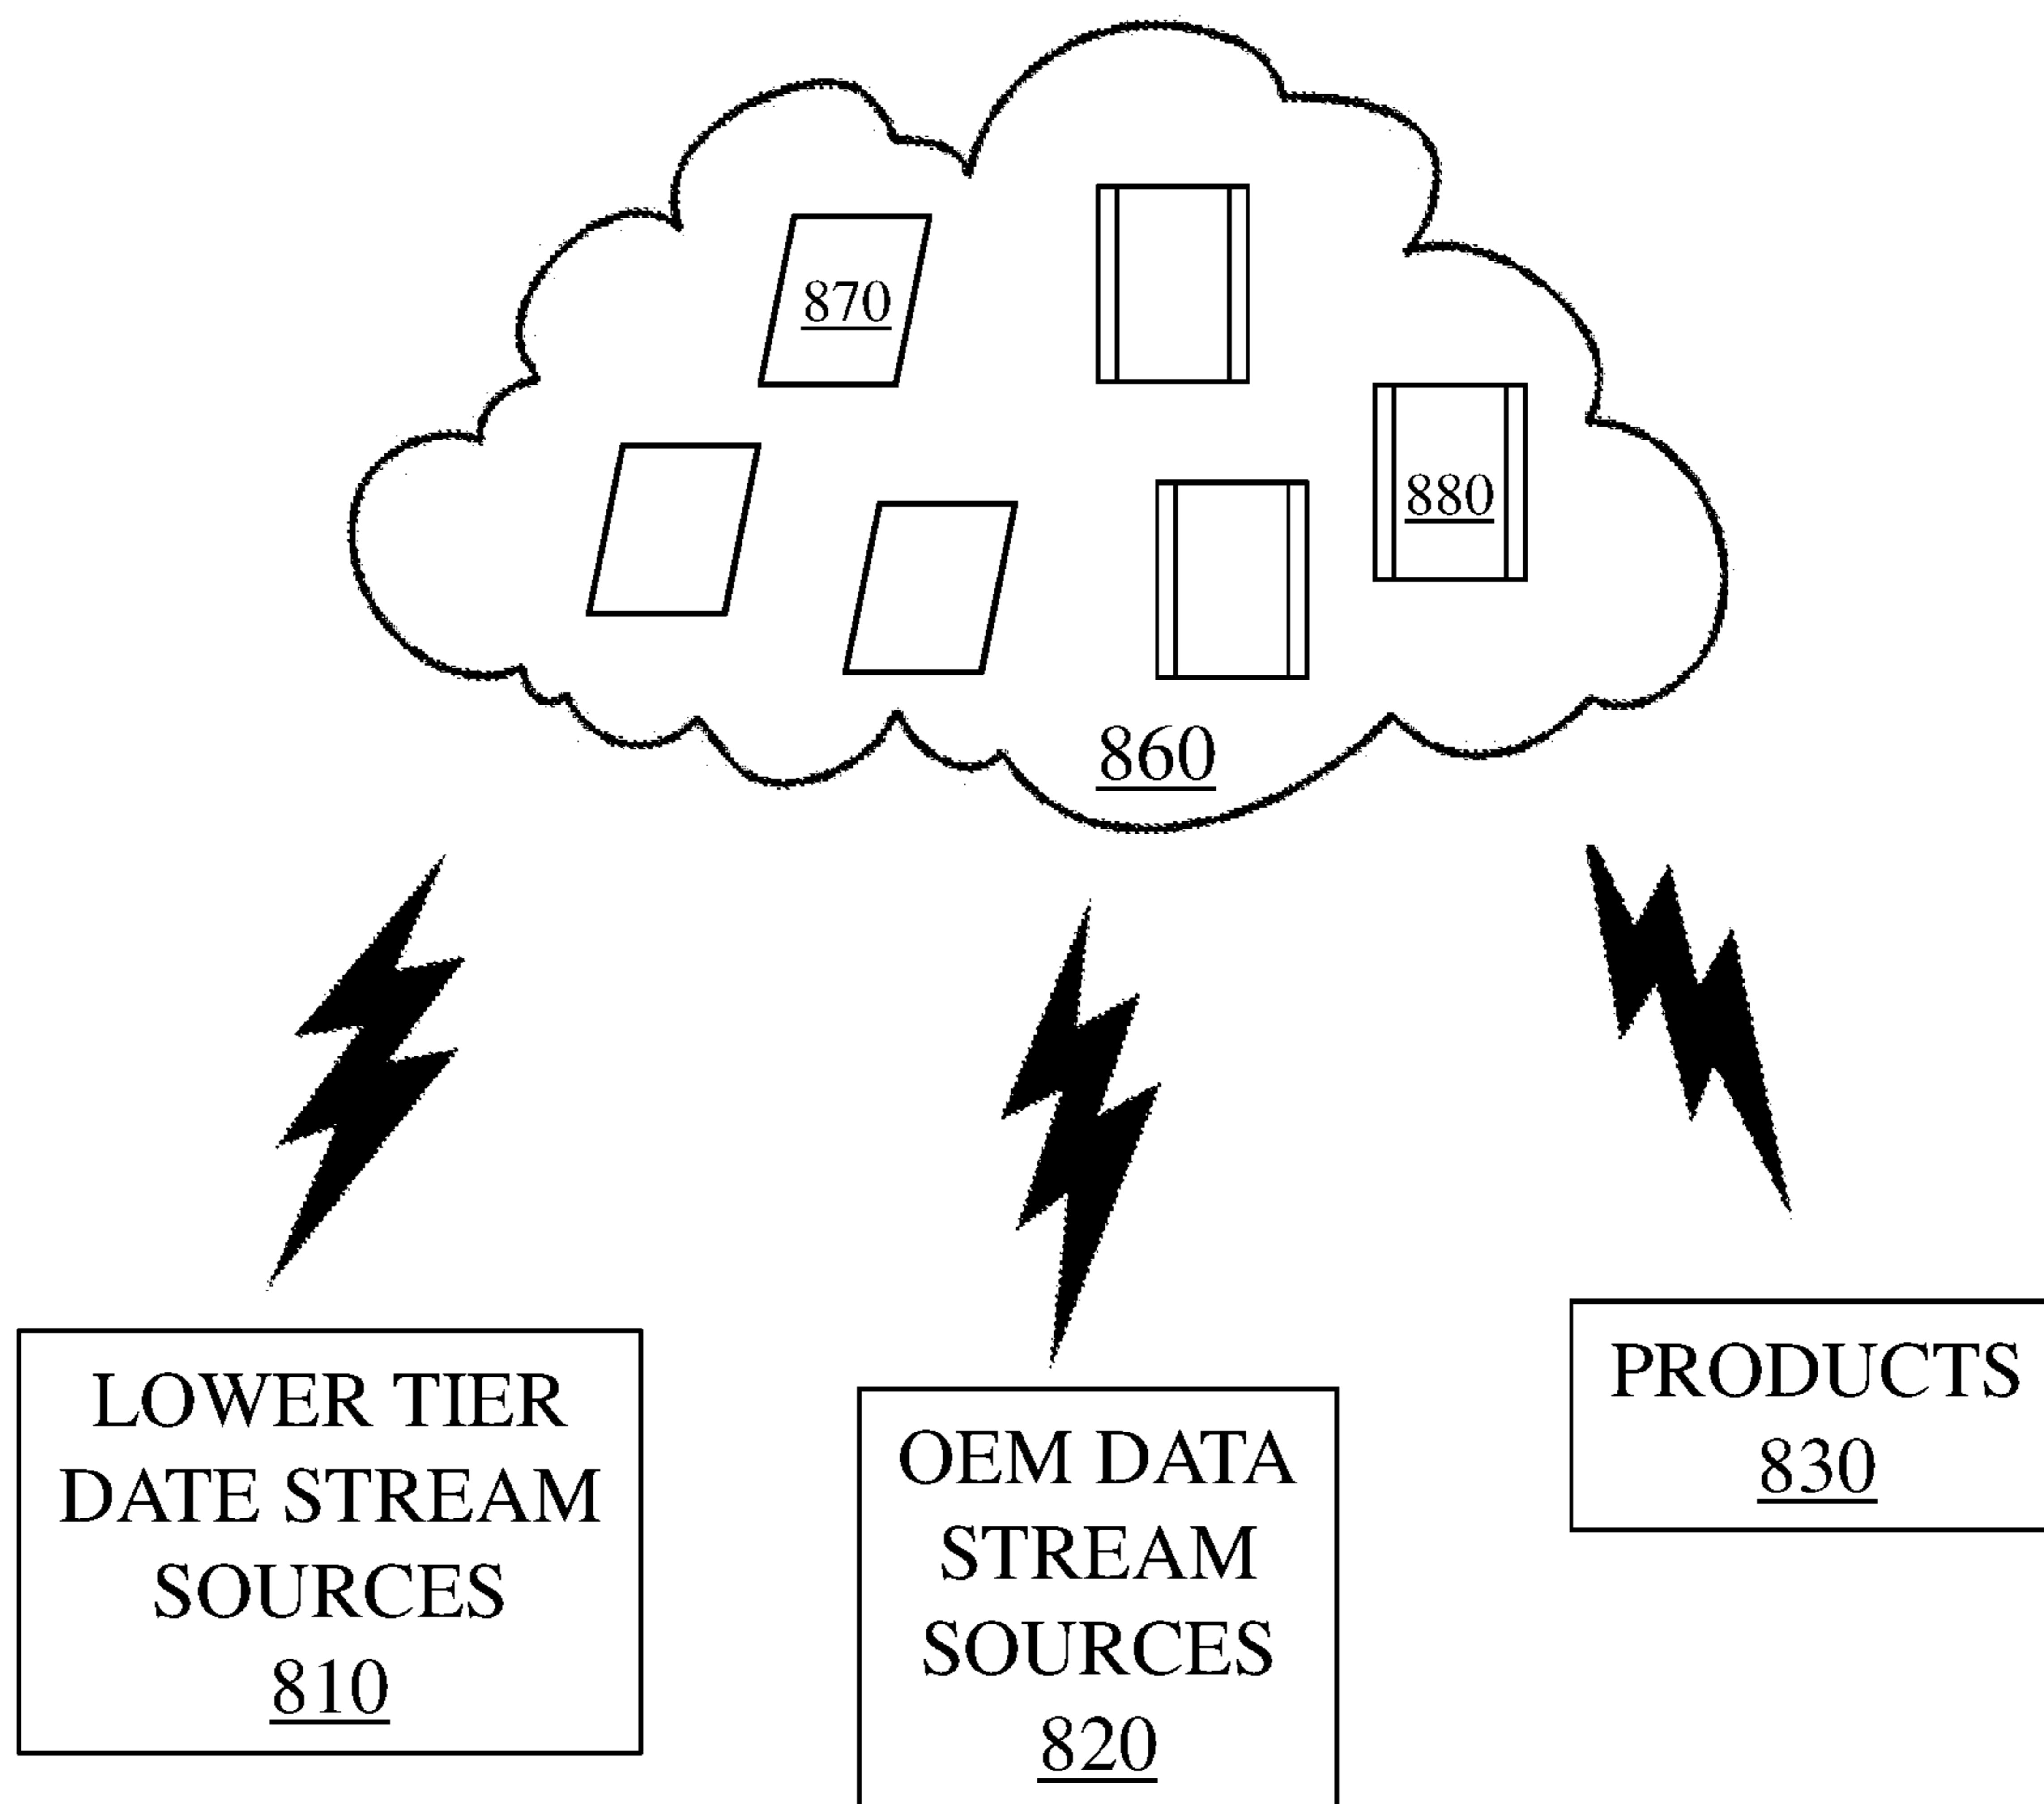 870
880
860
LOWER TIER
DATE STREAM
SOURCES
810
OEM DATA
STREAM
SOURCES
820
PRODUCTS
830